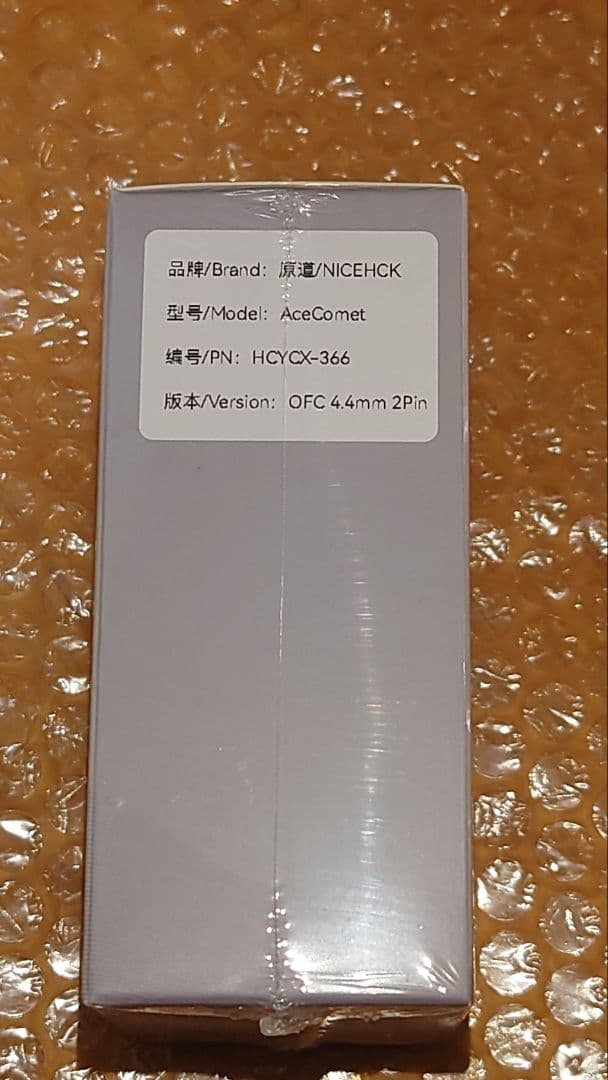 品牌/Brand: 原道/NICEHCK
型号/Model: AceComet
编号/PN: HCYCX-366
版本/Version: OFC 4.4mm 2Pin